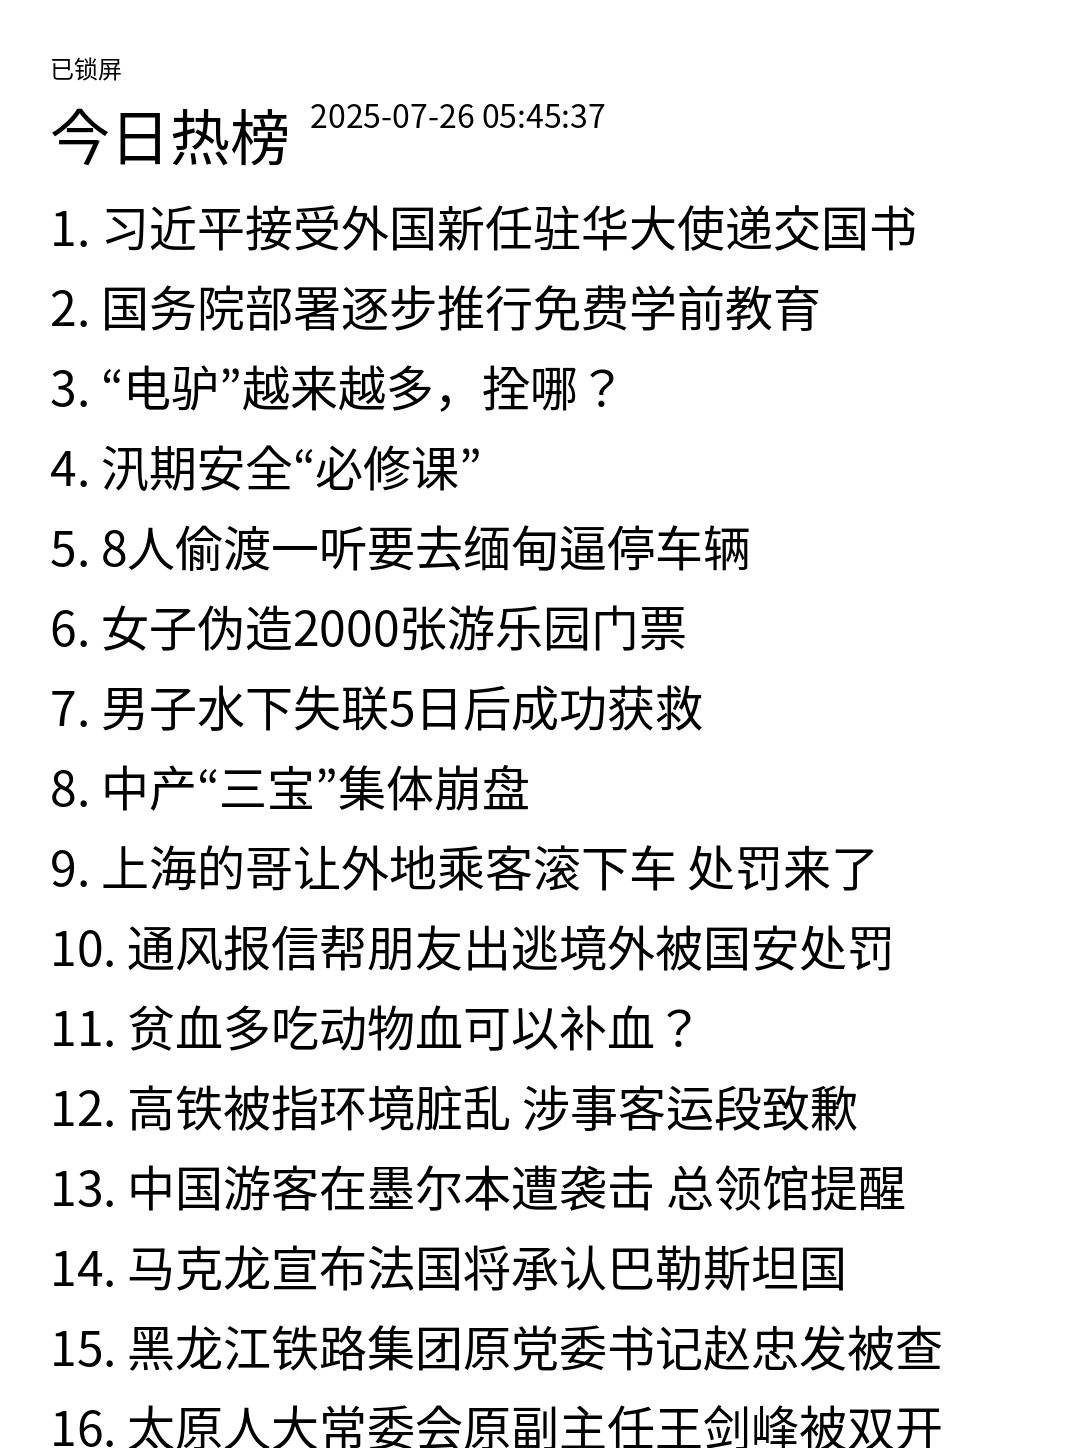 已锁屏
今日热榜 2025-07-26 05:45:37
1. 习近平接受外国新任驻华大使递交国书
2. 国务院部署逐步推行免费学前教育
3. “电驴”越来越多，拴哪？
4. 汛期安全“必修课”
5. 8人偷渡一听要去缅甸逼停车辆
6. 女子伪造2000张游乐园门票
7. 男子水下失联5日后成功获救
8. 中产“三宝”集体崩盘
9. 上海的哥让外地乘客滚下车 处罚来了
10. 通风报信帮朋友出逃境外被国安处罚
11. 贫血多吃动物血可以补血？
12. 高铁被指环境脏乱 涉事客运段致歉
13. 中国游客在墨尔本遭袭击 总领馆提醒
14. 马克龙宣布法国将承认巴勒斯坦国
15. 黑龙江铁路集团原党委书记赵忠发被查
16. 太原人大常委会原副主任王剑峰被双开